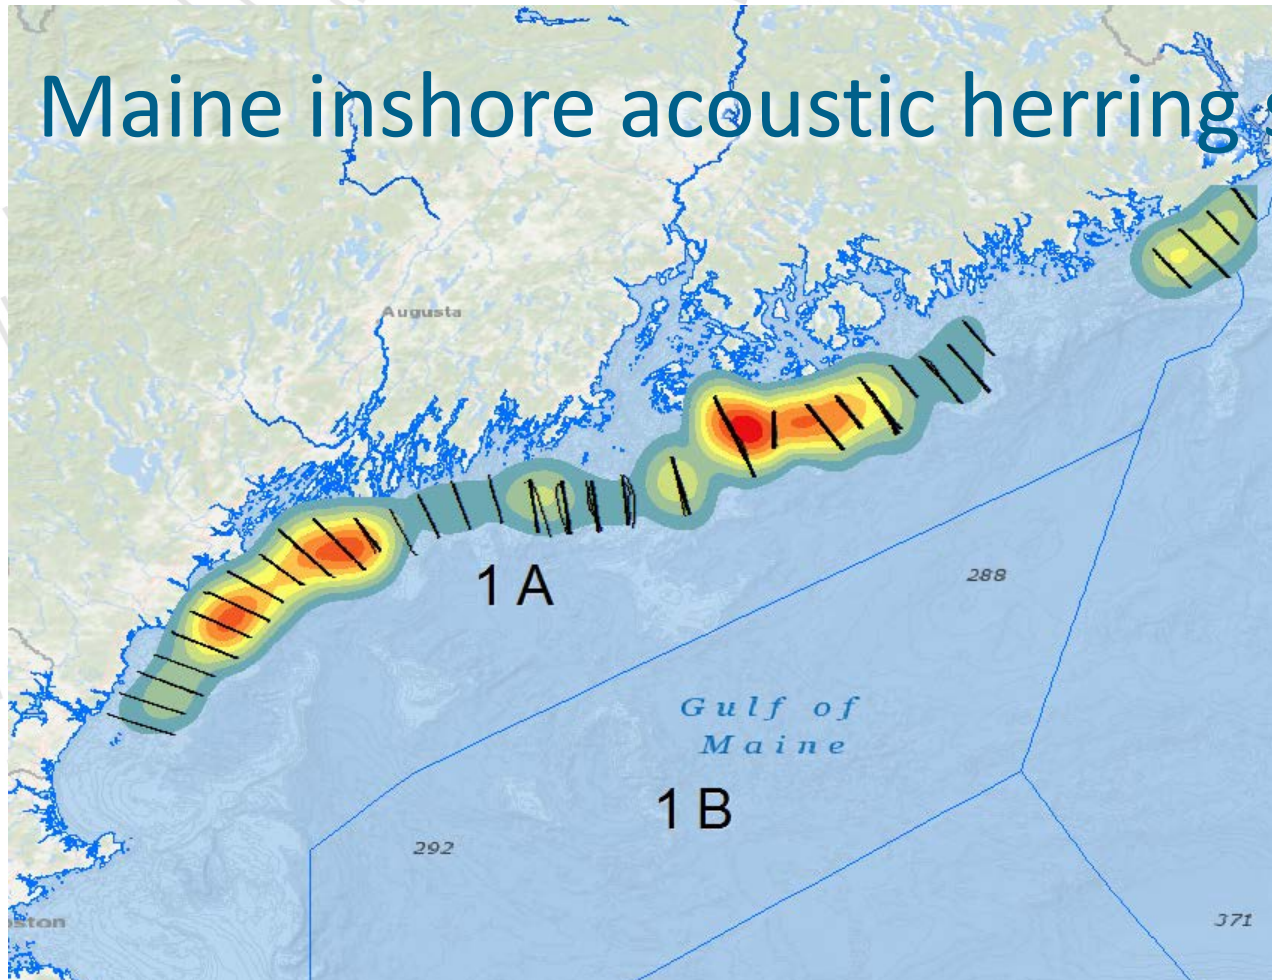 Maine inshore acoustic herring
Augusta
1 A
288
Gulf of
Maine
1 B
292
371